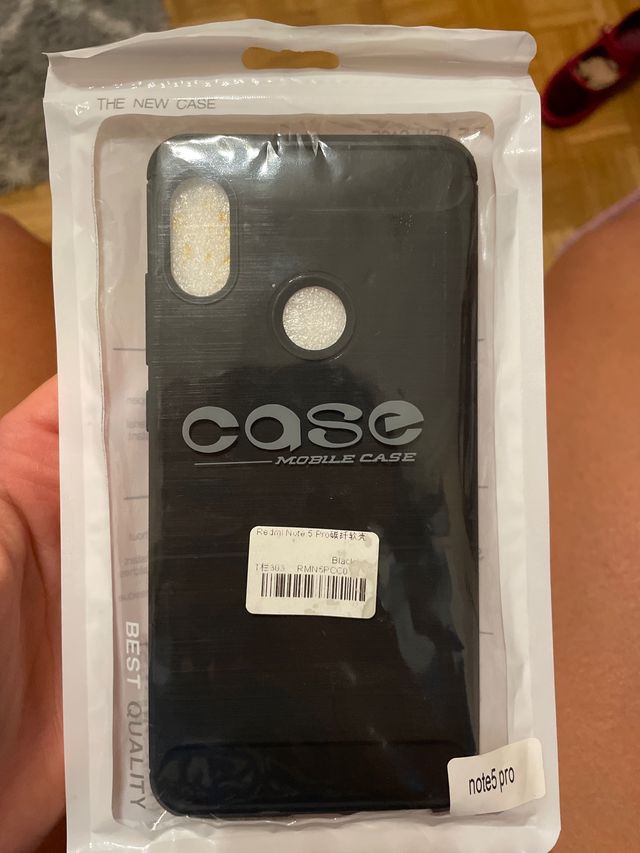 THE NEW CASE
case
MOBILE CASE
Redmi Note 5 Pro碳纤软壳
Black
RMN5PCC0
BEST QUALITY
note5 pro